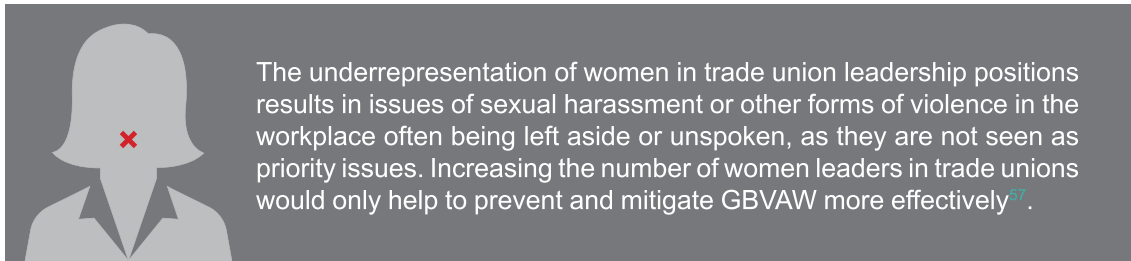 The underrepresentation of women in trade union leadership positions
results in issues of sexual harassment or other forms of violence in the
workplace often being left aside or unspoken, as they are not seen as
priority issues. Increasing the number of women leaders in trade unions
would only help to prevent and mitigate GBVAW more effectively57.